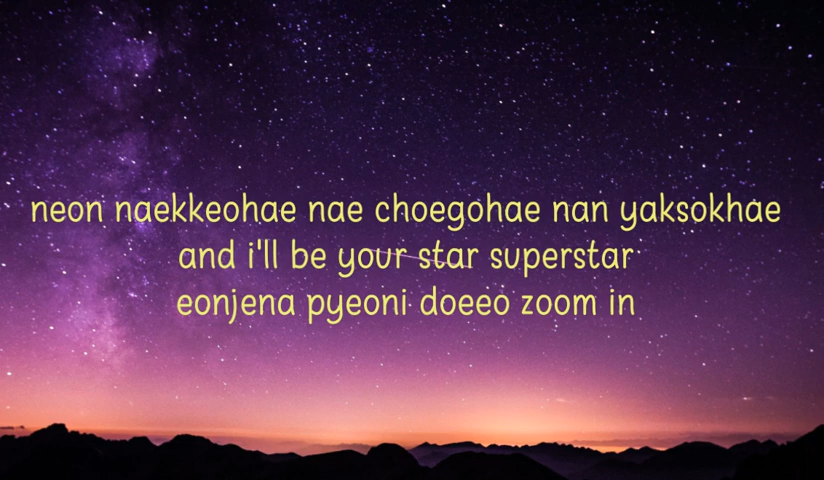 neon naekkeohae nae choegohae nan yaksokhae
and i'll be your star superstar
eonjena pyeoni doeeo zoom in